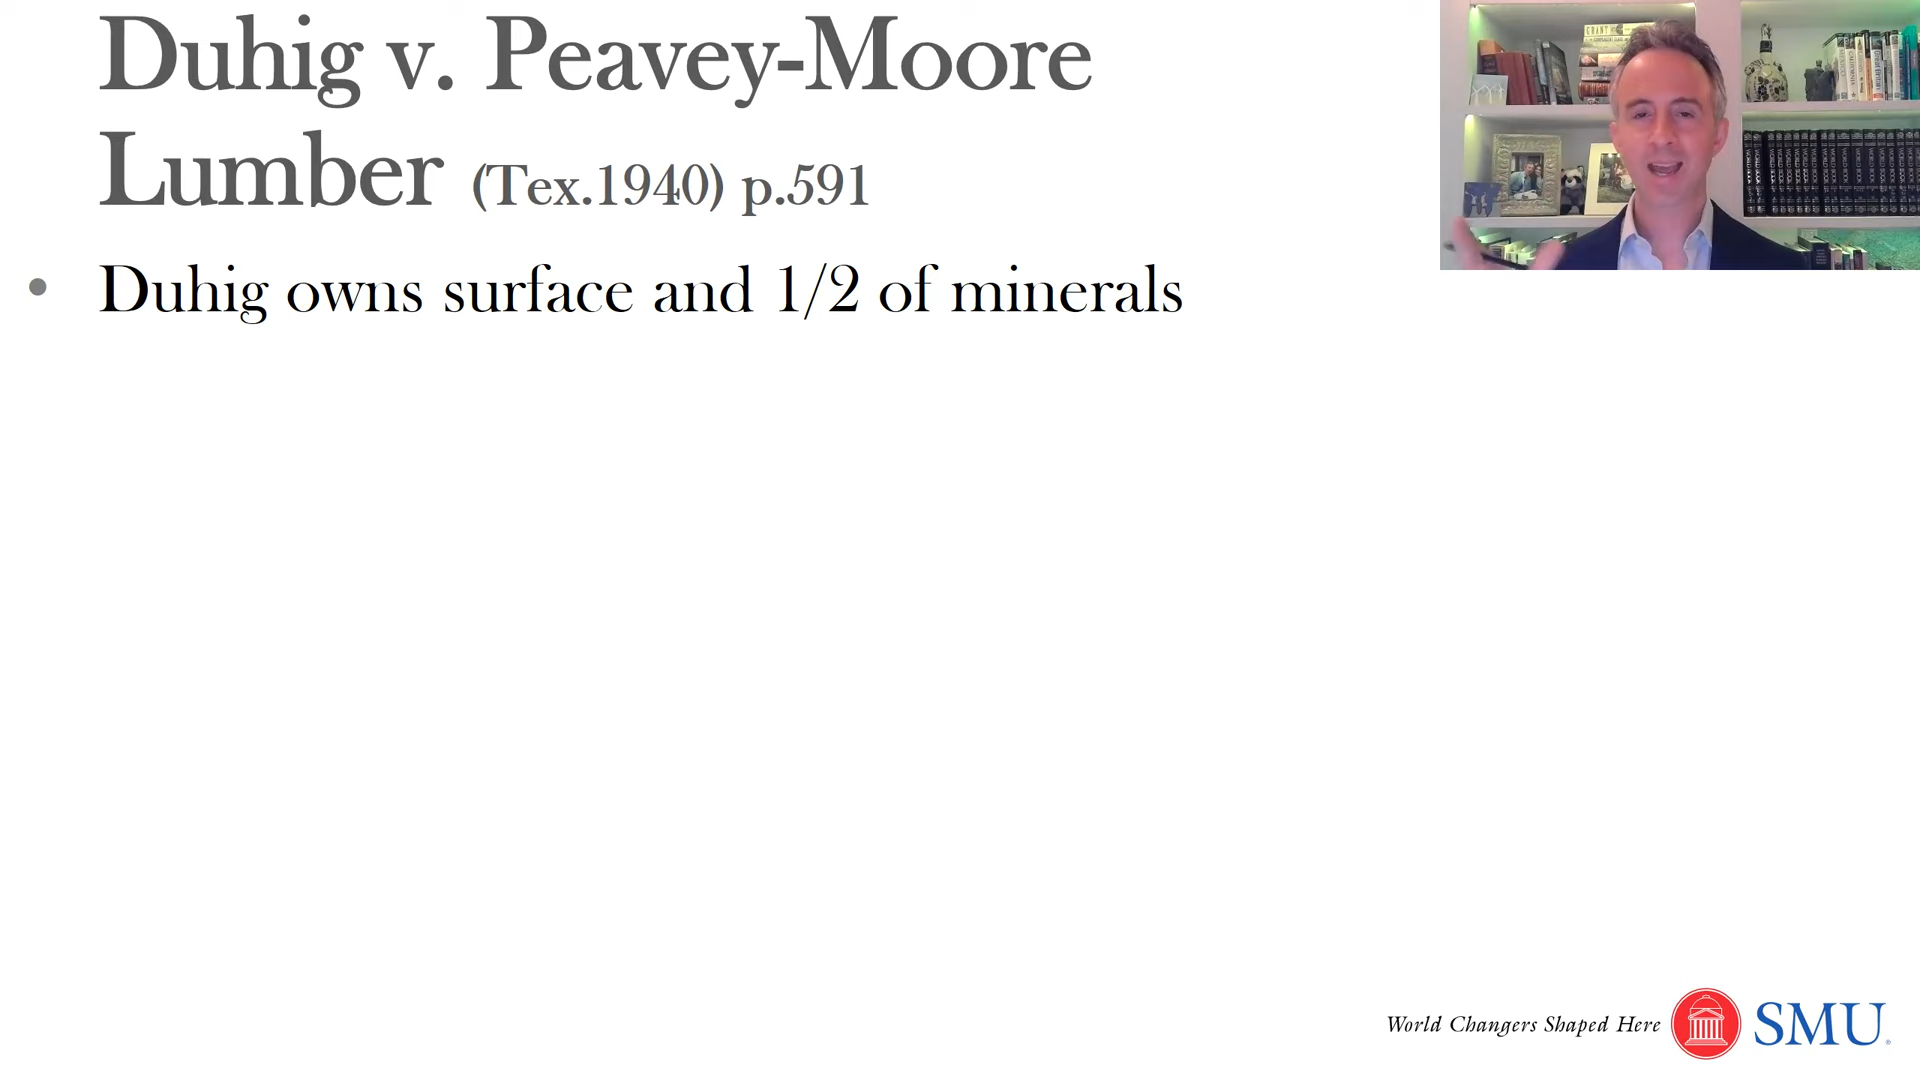 Duhig v. Peavey-Moore
Lumber (Tex.1940) p.591
• Duhig owns surface and 1/2 of minerals
World Changers Shaped Here
SMU